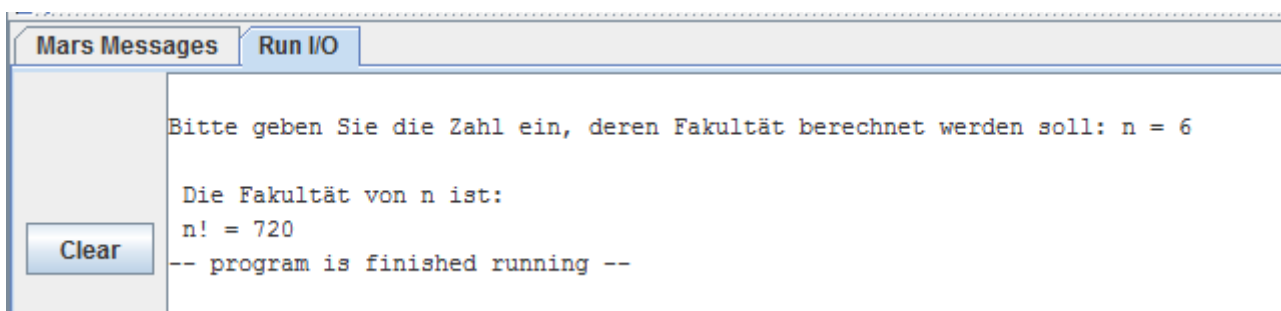 Mars Messages Run I/O
Bitte geben Sie die Zahl ein, deren Fakultät berechnet werden soll: n = 6
Die Fakultät von n ist:
n! = 720
Clear
-- program is finished running --